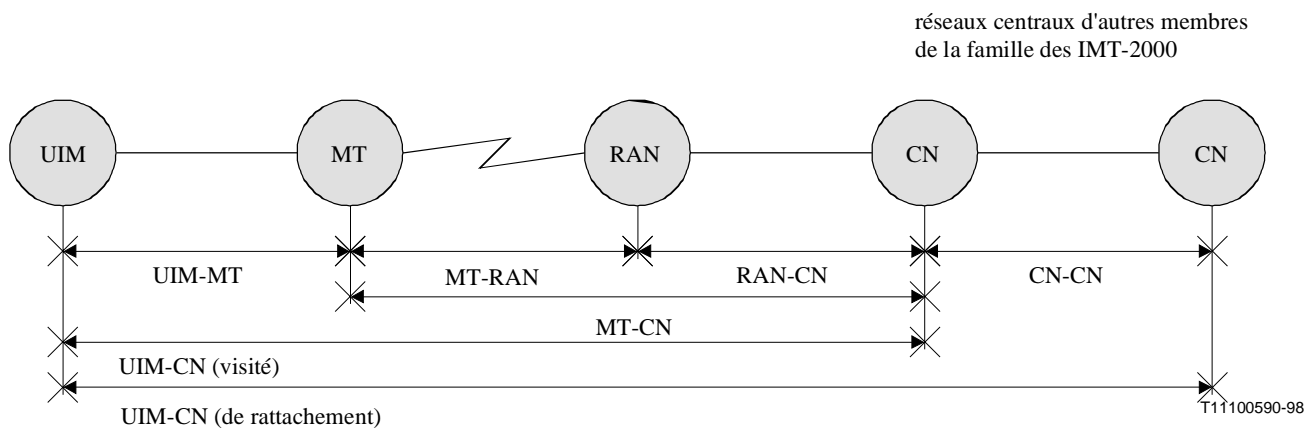 réseaux centraux d'autres membres
de la famille des IMT-2000
UIM
MT
RAN
CN
CN
UIM-MT
MT-RAN
RAN-CN
CN-CN
MT-CN
UIM-CN (visité)
UIM-CN (de rattachement)
T11100590-98